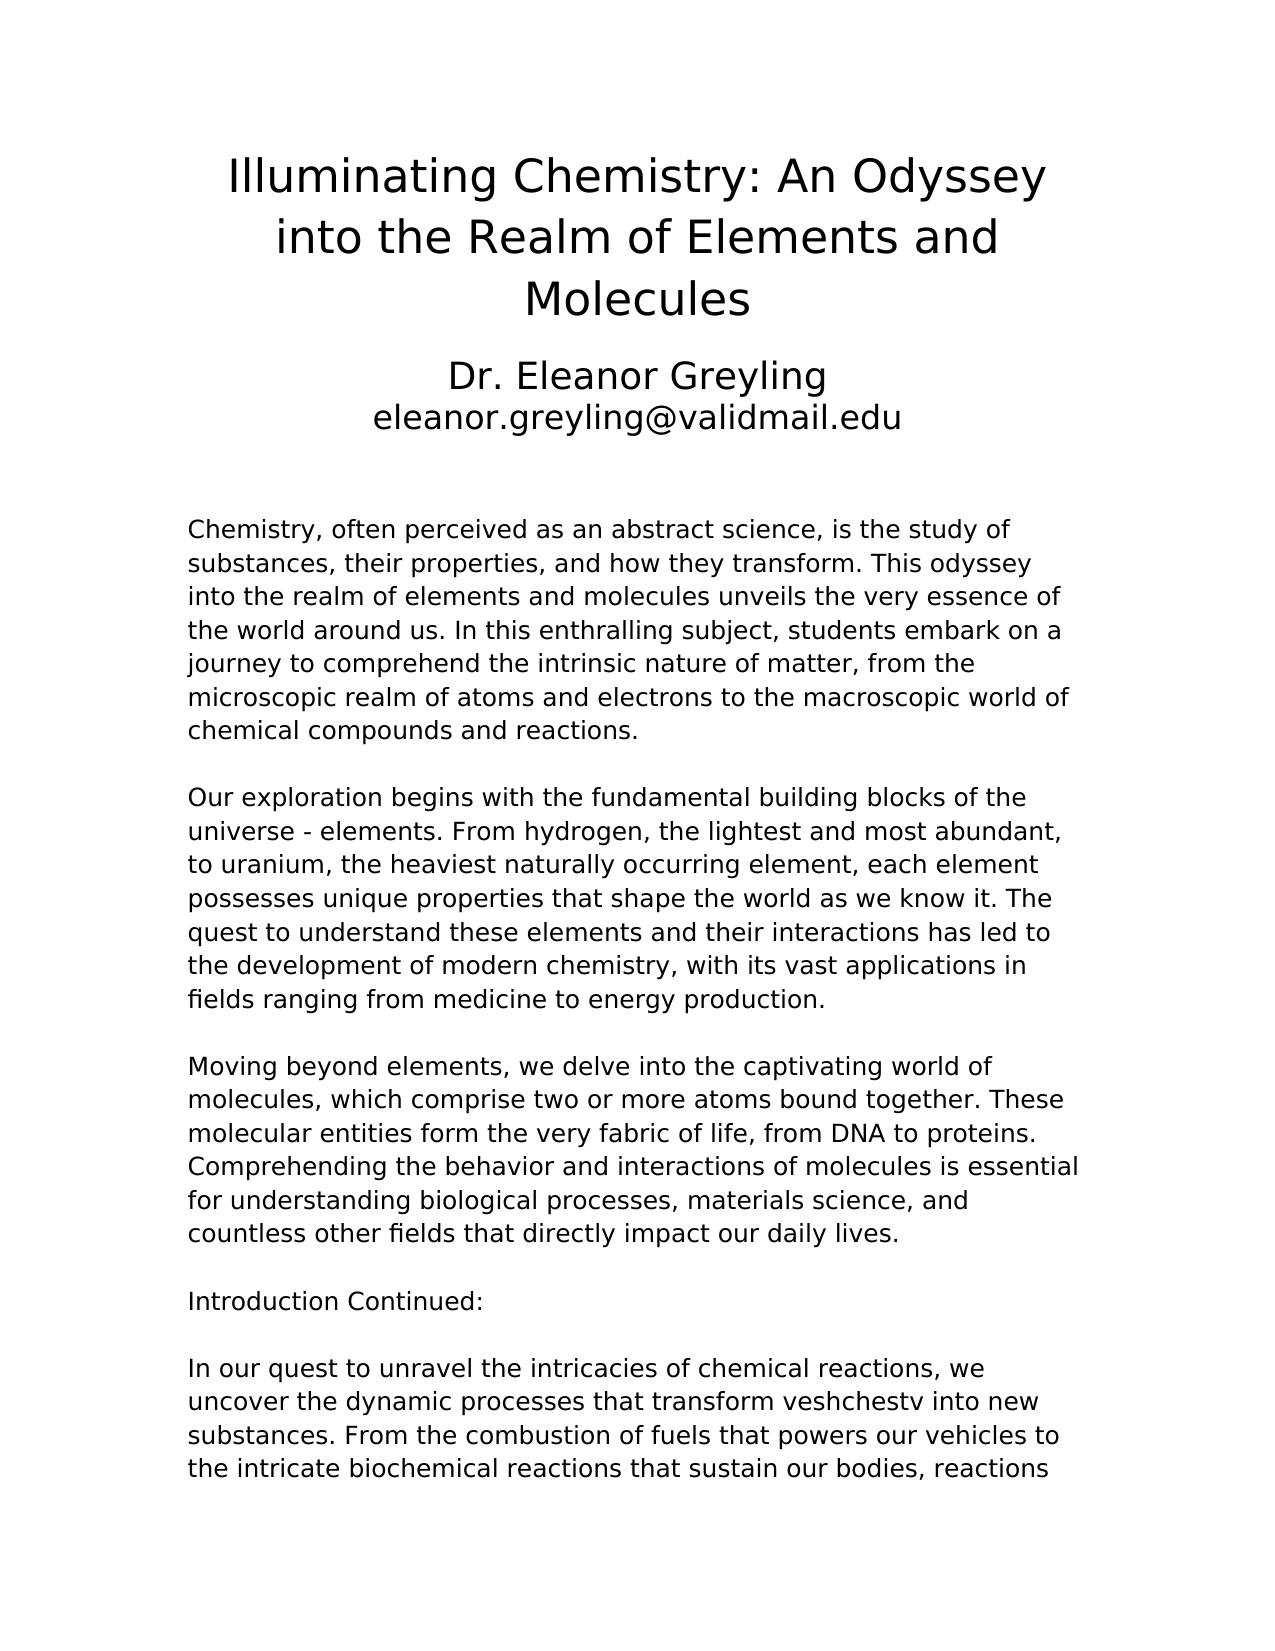 Illuminating Chemistry: An Odyssey
into the Realm of Elements and
Molecules
Dr. Eleanor Greyling
eleanor.greyling@validmail.edu
Chemistry, often perceived as an abstract science, is the study of
substances, their properties, and how they transform. This odyssey
into the realm of elements and molecules unveils the very essence of
the world around us. In this enthralling subject, students embark on a
journey to comprehend the intrinsic nature of matter, from the
microscopic realm of atoms and electrons to the macroscopic world of
chemical compounds and reactions.
Our exploration begins with the fundamental building blocks of the
universe - elements. From hydrogen, the lightest and most abundant,
to uranium, the heaviest naturally occurring element, each element
possesses unique properties that shape the world as we know it. The
quest to understand these elements and their interactions has led to
the development of modern chemistry, with its vast applications in
fields ranging from medicine to energy production.
Moving beyond elements, we delve into the captivating world of
molecules, which comprise two or more atoms bound together. These
molecular entities form the very fabric of life, from DNA to proteins.
Comprehending the behavior and interactions of molecules is essential
for understanding biological processes, materials science, and
countless other fields that directly impact our daily lives.
Introduction Continued:
In our quest to unravel the intricacies of chemical reactions, we
uncover the dynamic processes that transform veshchestv into new
substances. From the combustion of fuels that powers our vehicles to
the intricate biochemical reactions that sustain our bodies, reactions